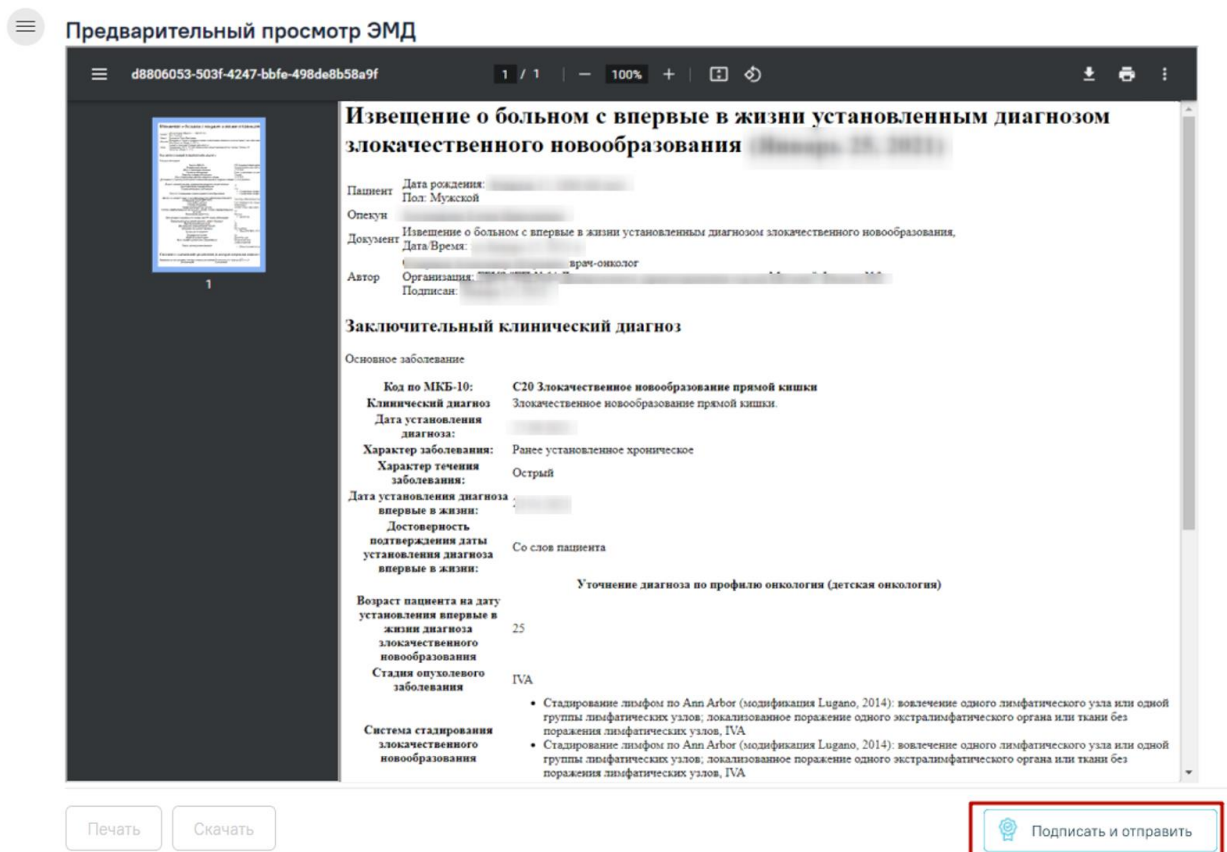 Предварительный просмотр ЭМД
d8806053-503f-4247-bbfe-498de8b58a9f
1 / 1
100%
1
Извещение о больном с впервые в жизни установленным диагнозом
злокачественного новообразования
Пациент
Дата рождения:
Пол: Мужской
Опекун
Документ
Извещение о больном с впервые в жизни установленным диагнозом злокачественного новообразования,
Дата/Время:
врач-онколог
Автор
Организация:
Подписан:
Заключительный клинический диагноз
Основное заболевание
Код по МКБ-10: C20 Злокачественное новообразование прямой кишки
Клинический диагноз Злокачественное новообразование прямой кишки.
Дата установления
диагноза:
Характер заболевания: Ранее установленное хроническое
Характер течения
заболевания:
Острый
Дата установления диагноза
впервые в жизни:
Достоверность
подтверждения даты
установления диагноза
впервые в жизни:
Со слов пациента
Уточнение диагноза по профилю онкология (детская онкология)
Возраст пациента на дату
установления впервые в
жизни диагноза
злокачественного
новообразования
25
Стадия опухолевого
заболевания
IVA
Система стадирования
злокачественного
новообразования
• Стадирование лимфом по Ann Arbor (модификация Lugano, 2014): вовлечение одного лимфатического узла или одной
группы лимфатических узлов; локализованное поражение одного экстралимфатического органа или ткани без
поражения лимфатических узлов, IVA
• Стадирование лимфом по Ann Arbor (модификация Lugano, 2014): вовлечение одного лимфатического узла или одной
группы лимфатических узлов; локализованное поражение одного экстралимфатического органа или ткани без
поражения лимфатических узлов, IVA
Печать
Скачать
Подписать и отправить